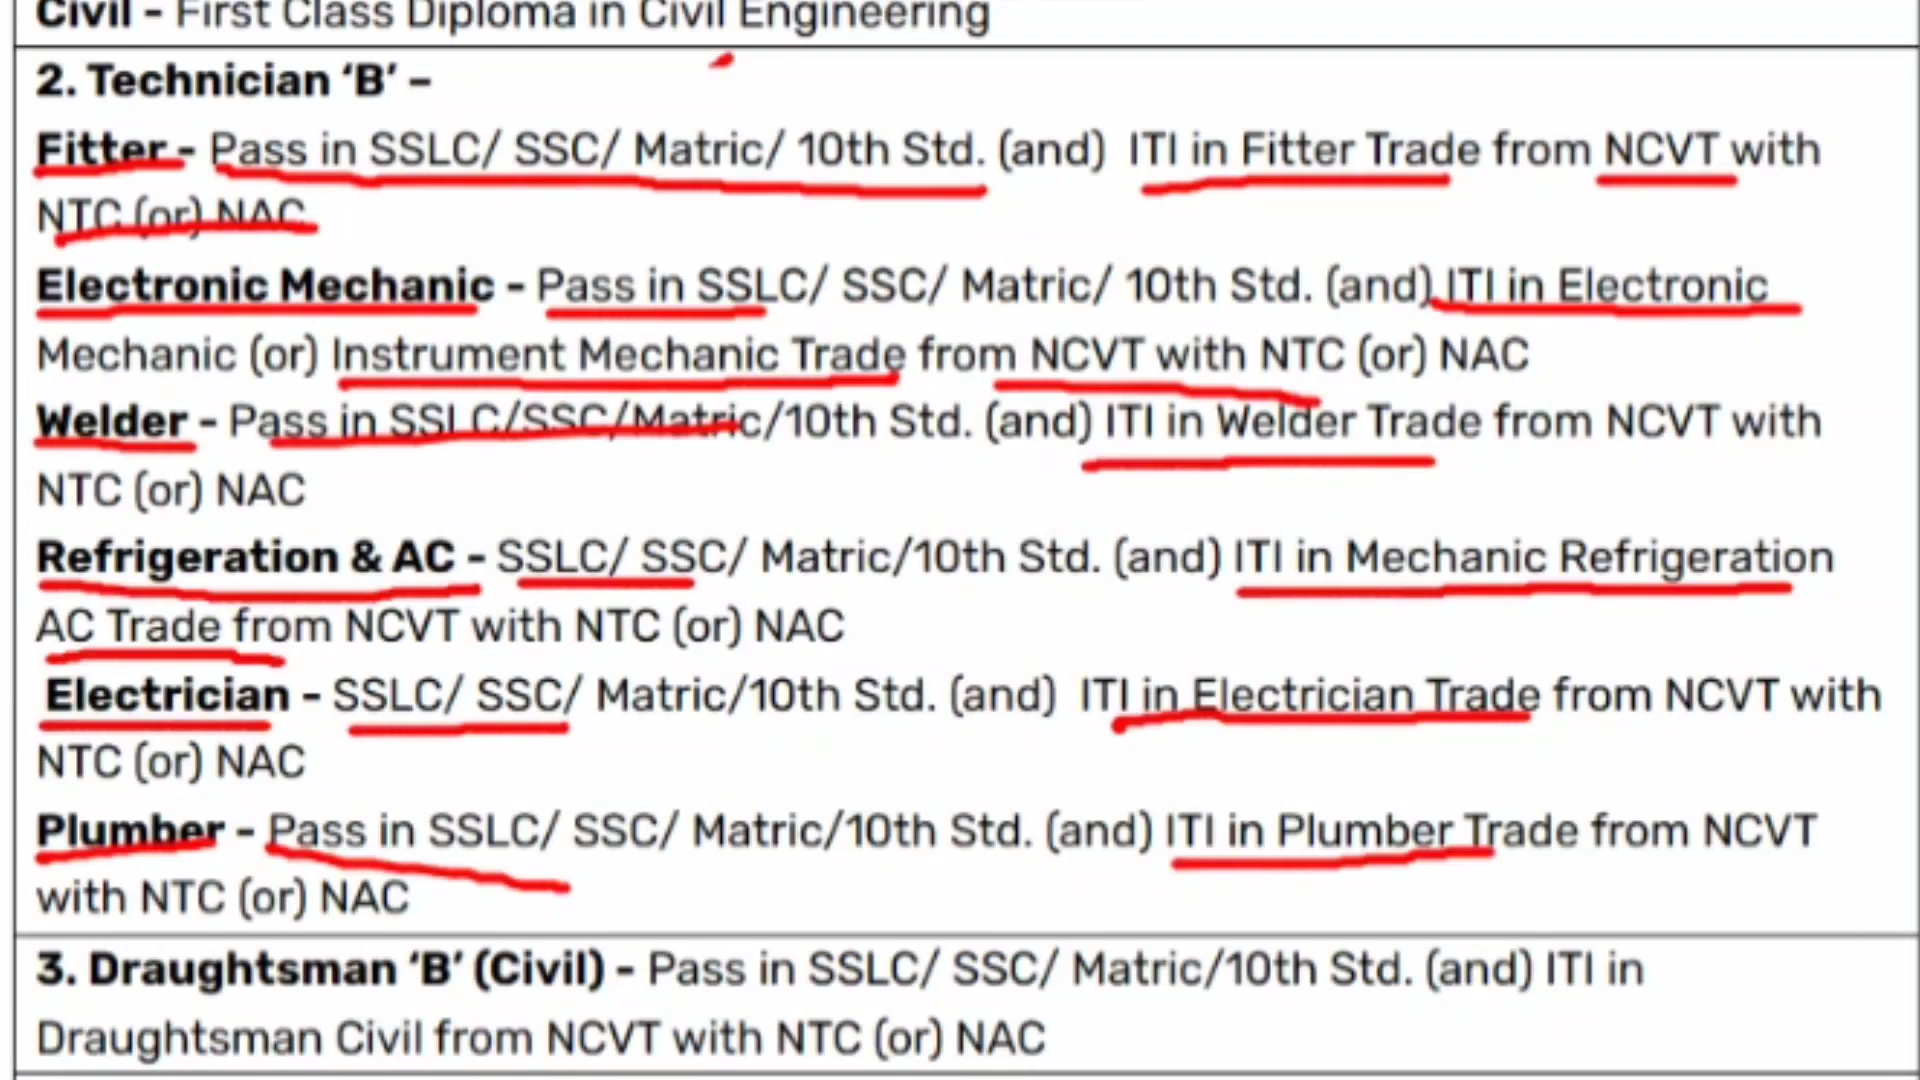 Civil - First Class Diploma in Civil Engineering
2. Technician ‘B’ –
Fitter - Pass in SSLC/ SSC/ Matric/ 10th Std. (and) ITI in Fitter Trade from NCVT with
NTC (or) NAC
Electronic Mechanic - Pass in SSLC/ SSC/ Matric/ 10th Std. (and) ITI in Electronic
Mechanic (or) Instrument Mechanic Trade from NCVT with NTC (or) NAC
Welder - Pass in SSLC/SSC/Matric/10th Std. (and) ITI in Welder Trade from NCVT with
NTC (or) NAC
Refrigeration & AC - SSLC/ SSC/ Matric/10th Std. (and) ITI in Mechanic Refrigeration
AC Trade from NCVT with NTC (or) NAC
Electrician - SSLC/ SSC/ Matric/10th Std. (and) ITI in Electrician Trade from NCVT with
NTC (or) NAC
Plumber - Pass in SSLC/ SSC/ Matric/10th Std. (and) ITI in Plumber Trade from NCVT
with NTC (or) NAC
3. Draughtsman ‘B’ (Civil) - Pass in SSLC/ SSC/ Matric/10th Std. (and) ITI in
Draughtsman Civil from NCVT with NTC (or) NAC